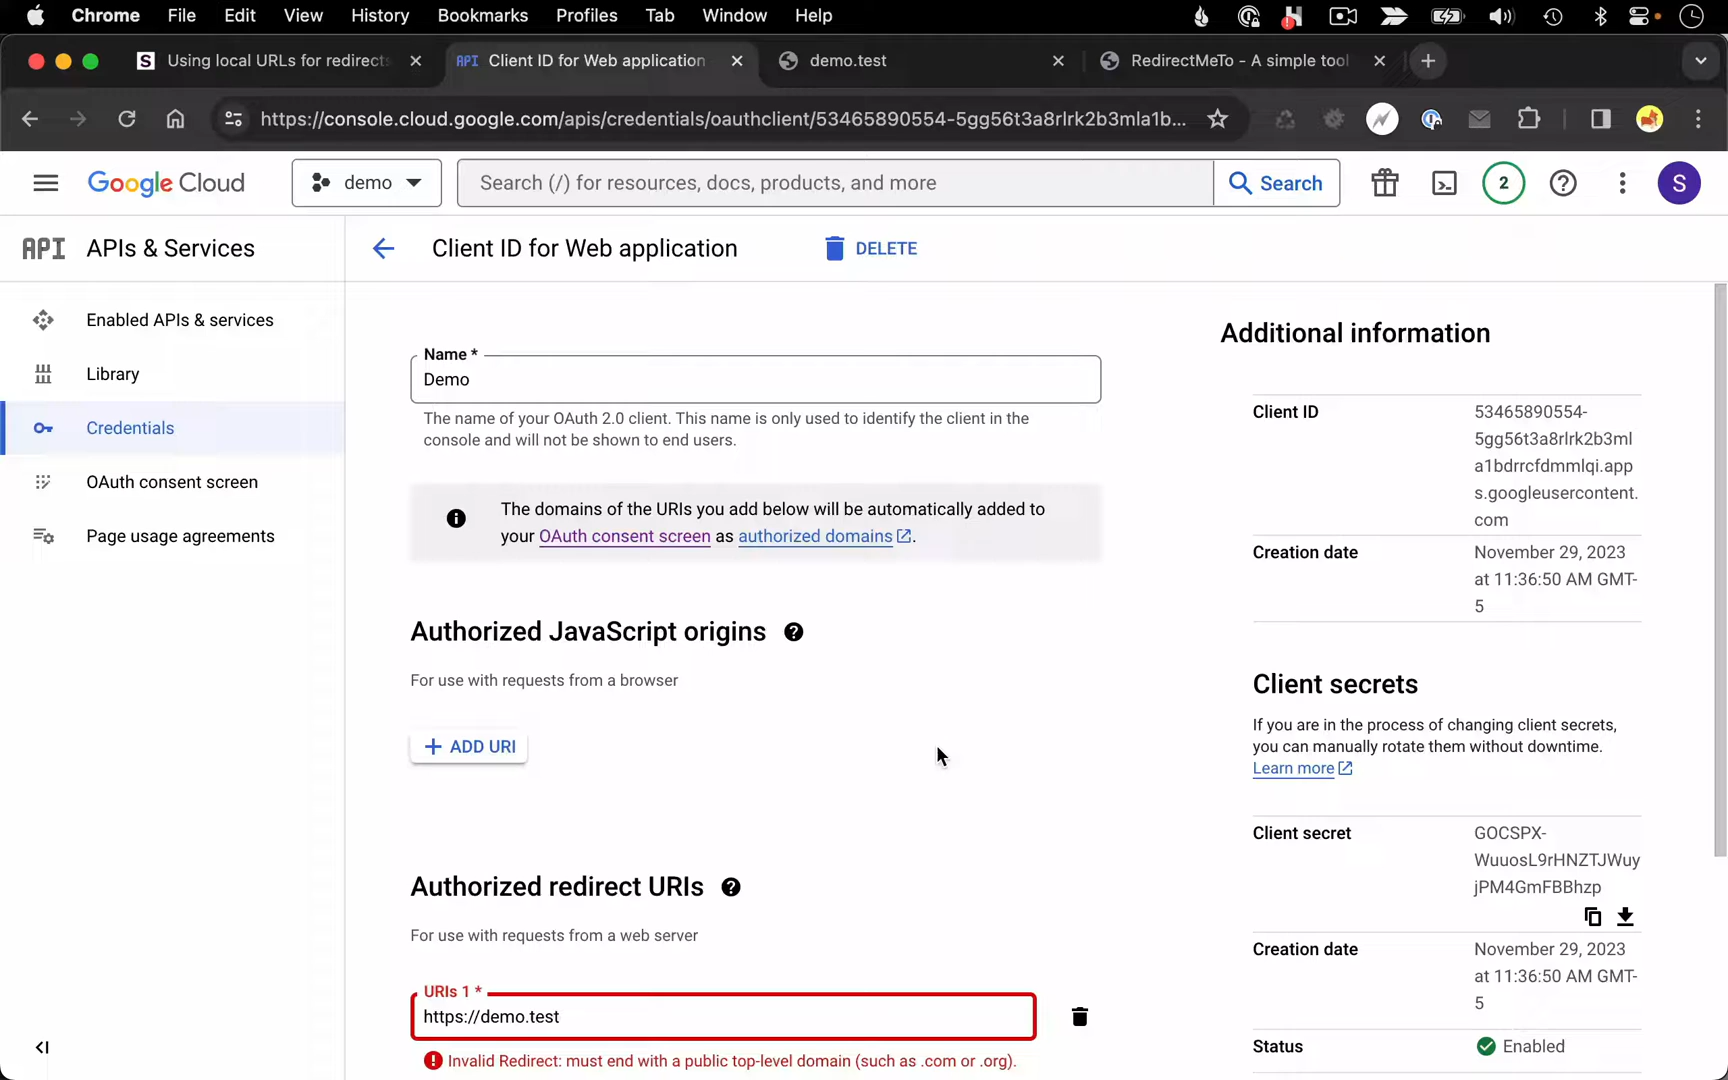 Chrome File Edit View History Bookmarks Profiles Tab Window Help
S Using local URLs for redirects API Client ID for Web application demo.test RedirectMeTo - A simple tool
https://console.cloud.google.com/apis/credentials/oauthclient/53465890554-5gg56t3a8rlrk2b3mla1b...
Google Cloud demo Search (/) for resources, docs, products, and more Search 2 S
API APIs & Services Client ID for Web application DELETE
Enabled APIs & services
Library
Credentials
OAuth consent screen
Page usage agreements
Name *
Demo
The name of your OAuth 2.0 client. This name is only used to identify the client in the
console and will not be shown to end users.
The domains of the URIs you add below will be automatically added to
your OAuth consent screen as authorized domains.
Authorized JavaScript origins
For use with requests from a browser
+ ADD URI
Authorized redirect URIs
For use with requests from a web server
URIs 1 *
https://demo.test
Invalid Redirect: must end with a public top-level domain (such as .com or .org).
Additional information
Client ID 53465890554-
5gg56t3a8rlrk2b3ml
a1bdrrcfdmmlqi.app
s.googleusercontent.
com
Creation date November 29, 2023
at 11:36:50 AM GMT-
5
Client secrets
If you are in the process of changing client secrets,
you can manually rotate them without downtime.
Learn more
Client secret GOCSPX-
WuuosL9rHNZTJWuy
jPM4GmFBBhzp
Creation date November 29, 2023
at 11:36:50 AM GMT-
5
Status Enabled